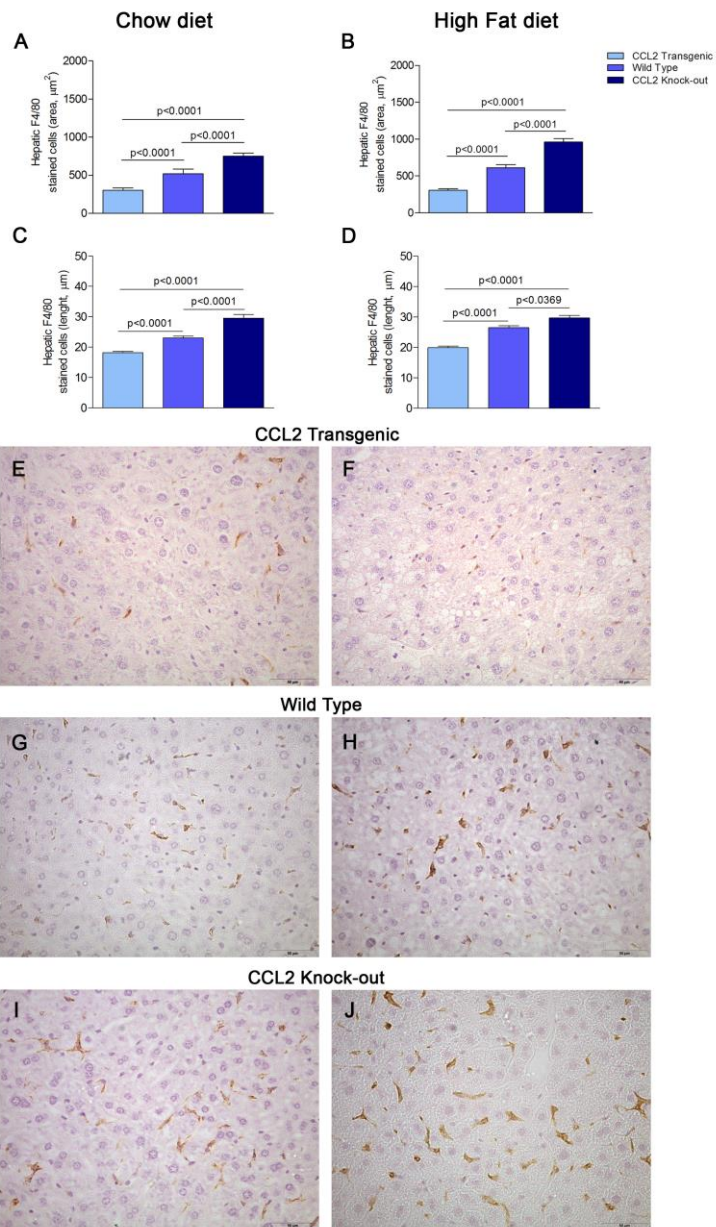 Chow diet
High Fat diet
A
B
CCL2 Transgenic
Wild Type
CCL2 Knock-out
Hepatic F4/80
stained cells (area, μm²)
2000
1500
1000
500
0
p<0.0001
p<0.0001
p<0.0001
Hepatic F4/80
stained cells (area, μm²)
2000
1500
1000
500
0
p<0.0001
p<0.0001
p<0.0001
C
D
Hepatic F4/80
stained cells (lenght, μm)
50
40
30
20
10
0
p<0.0001
p<0.0001
p<0.0001
Hepatic F4/80
stained cells (lenght, μm)
50
40
30
20
10
0
p<0.0001
p<0.0369
p<0.0001
CCL2 Transgenic
E
F
Wild Type
G
H
CCL2 Knock-out
I
J